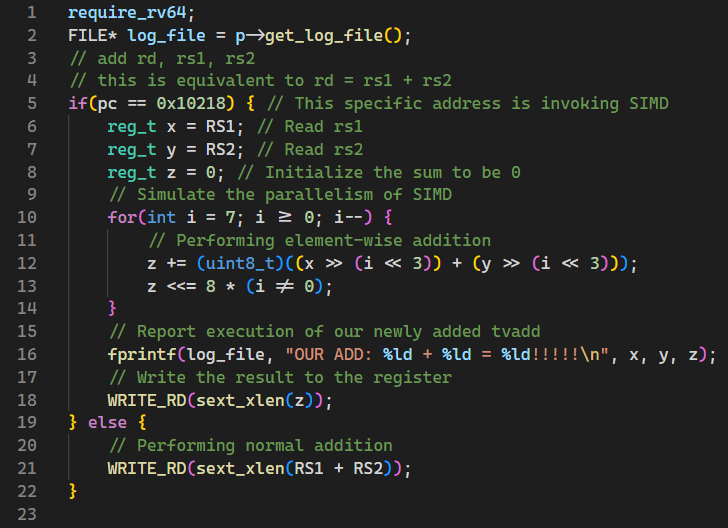 1 require_rv64;
2 FILE* log_file = p->get_log_file();
3 // add rd, rs1, rs2
4 // this is equivalent to rd = rs1 + rs2
5 if(pc == 0x10218) { // This specific address is invoking SIMD
6     reg_t x = RS1; // Read rs1
7     reg_t y = RS2; // Read rs2
8     reg_t z = 0; // Initialize the sum to be 0
9     // Simulate the parallelism of SIMD
10     for(int i = 7; i >= 0; i--) {
11         // Performing element-wise addition
12         z += (uint8_t)((x >> (i << 3)) + (y >> (i << 3)));
13         z <<= 8 * (i != 0);
14     }
15     // Report execution of our newly added tvadd
16     fprintf(log_file, "OUR ADD: %ld + %ld = %ld!!!!!\n", x, y, z);
17     // Write the result to the register
18     WRITE_RD(sext_xlen(z));
19 } else {
20     // Performing normal addition
21     WRITE_RD(sext_xlen(RS1 + RS2));
22 }
23